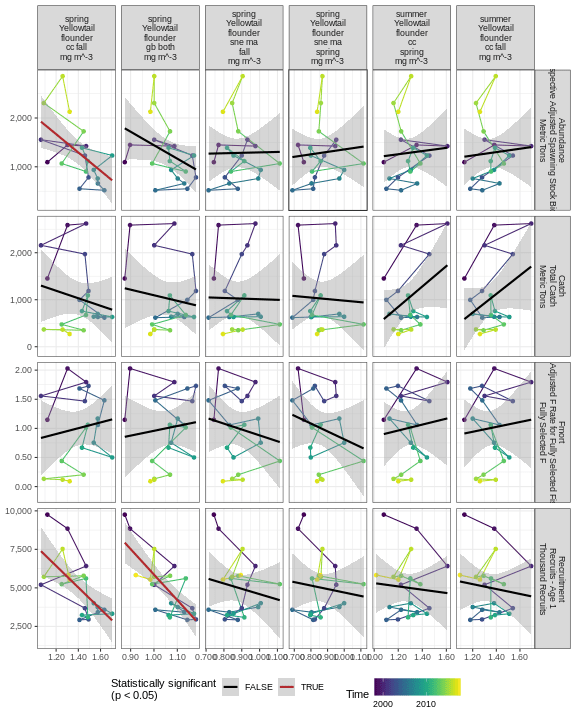 spring
Yellowtail
flounder
cc fall
mg m^-3
spring
Yellowtail
flounder
gb both
mg m^-3
spring
Yellowtail
flounder
sne ma
fall
mg m^-3
spring
Yellowtail
flounder
sne ma
spring
mg m^-3
summer
Yellowtail
flounder
cc
spring
mg m^-3
summer
Yellowtail
flounder
cc fall
mg m^-3
2,000
1,000
Abundance
Adjusted Spawning Stock
Metric Tons
2,000
1,000
0
Catch
Total Catch
Metric Tons
2.00
1.50
1.00
0.50
0.00
Fmort
Adjusted F Rate for Fully Selected
Fully Selected F
10,000
7,500
5,000
2,500
Recruitment
Recruits - Age 1
Thousand Recruits
1.20 1.40 1.60
0.90 1.00 1.10
0.700 0.800 0.900 1.000 1.100
0.700 0.800 0.900 1.000 1.100
1.00 1.20 1.40 1.60
1.20 1.40 1.60
Statistically significant
(p < 0.05)
FALSE
TRUE
Time
2000 2010